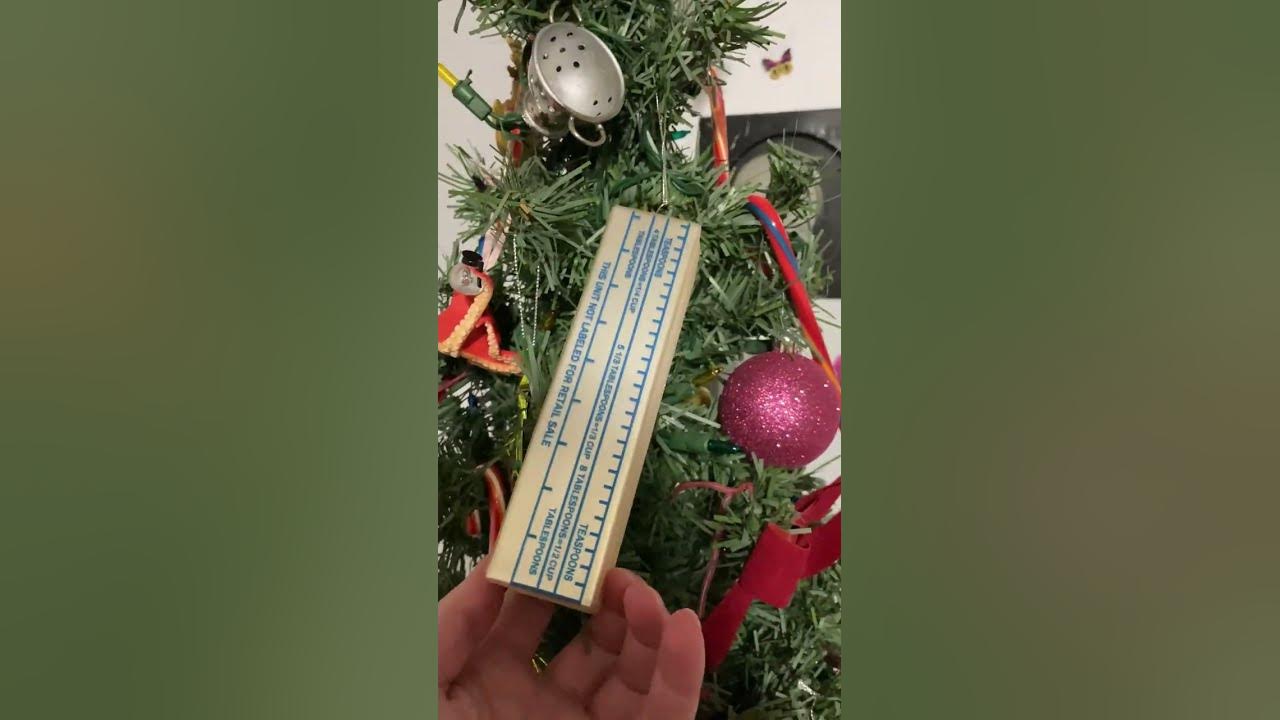 TEASPOONS
4 TABLESPOONS=1/4 CUP
TABLESPOONS
5 1/3 TABLESPOONS=1/3 CUP
THIS UNIT NOT LABELED FOR RETAIL SALE
TEASPOONS
8 TABLESPOONS=1/2 CUP
TABLESPOONS